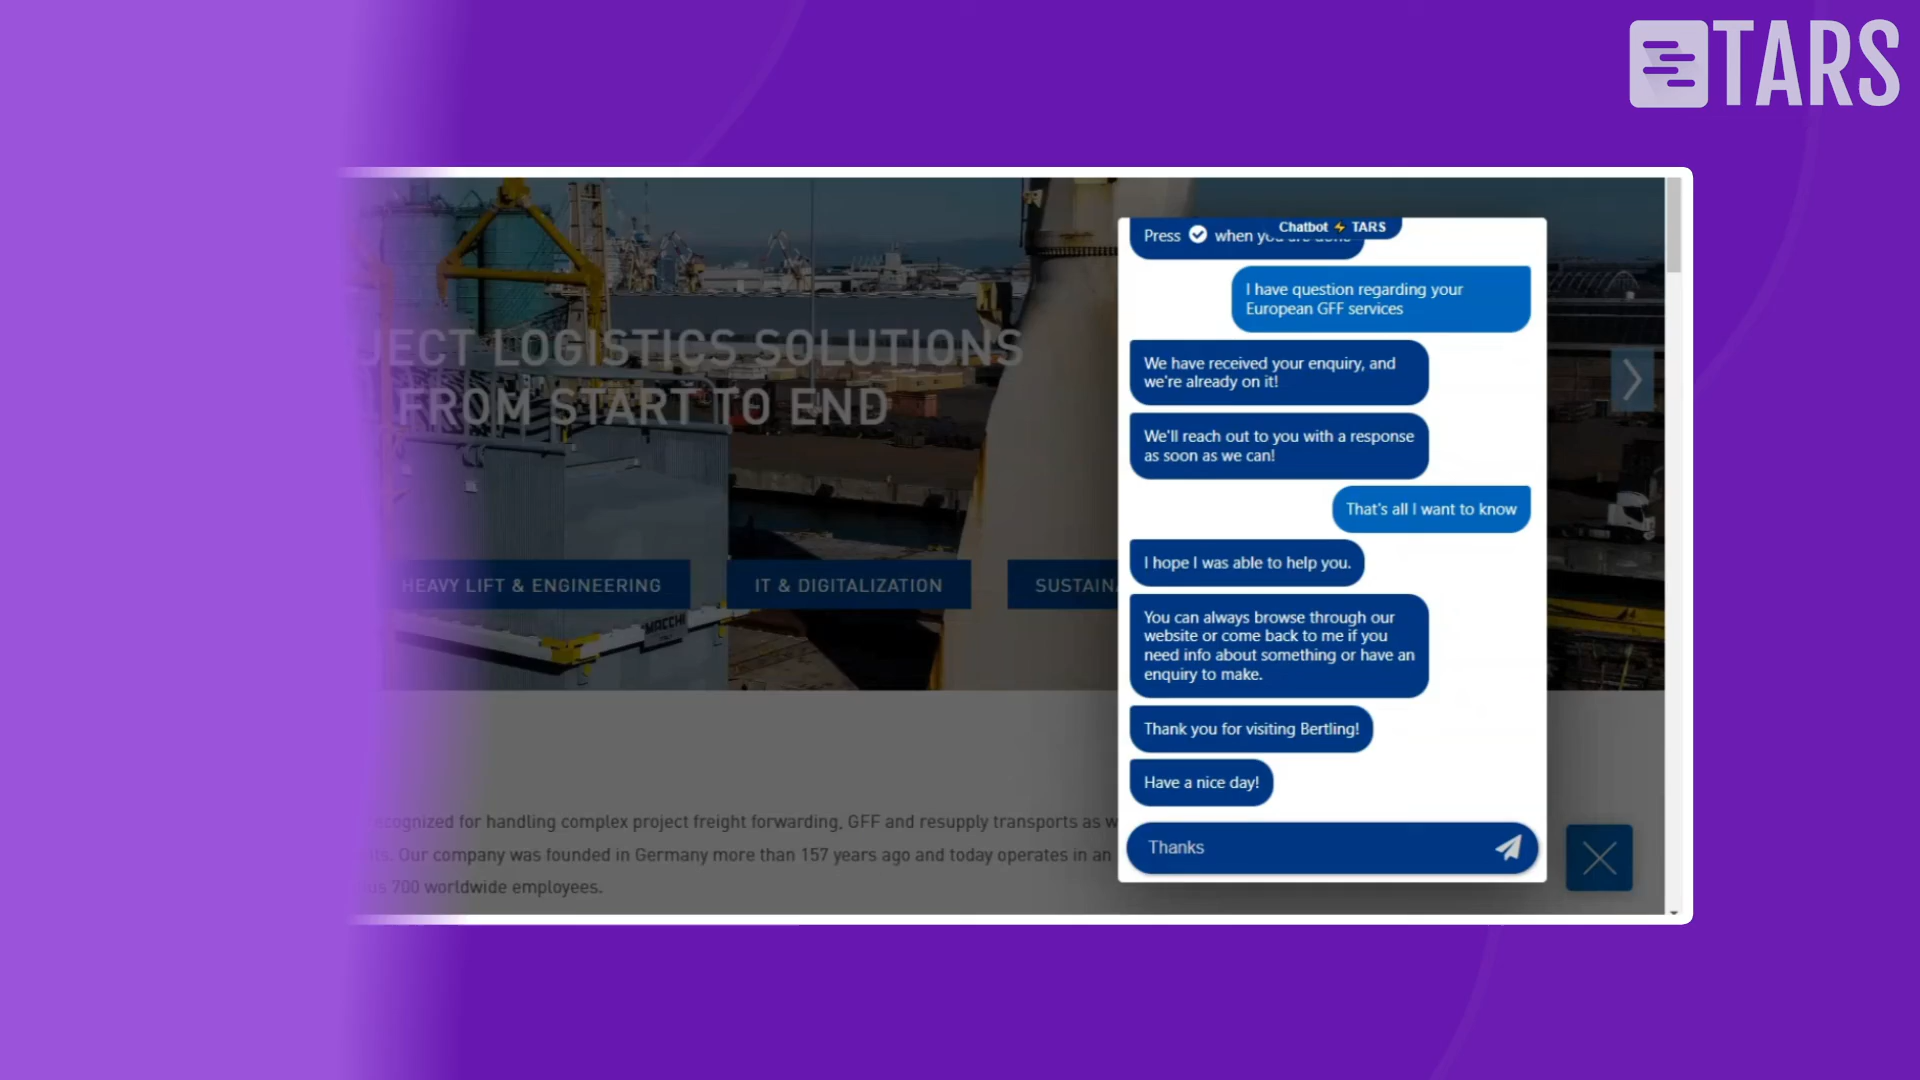 TARS
JECT LOGISTICS SOLUTIONS
FROM START TO END
HEAVY LIFT & ENGINEERING
IT & DIGITALIZATION
MACCHI
recognized for handling complex project freight forwarding, GFF and resupply transports as
Our company was founded in Germany more than 157 years ago and today operates in an
700 worldwide employees.
Chatbot ⚡ TARS
Press when you are done
I have question regarding your
European GFF services
We have received your enquiry, and
we're already on it!
We'll reach out to you with a response
as soon as we can!
That's all I want to know
I hope I was able to help you.
You can always browse through our
website or come back to me if you
need info about something or have an
enquiry to make.
Thank you for visiting Bertling!
Have a nice day!
Thanks